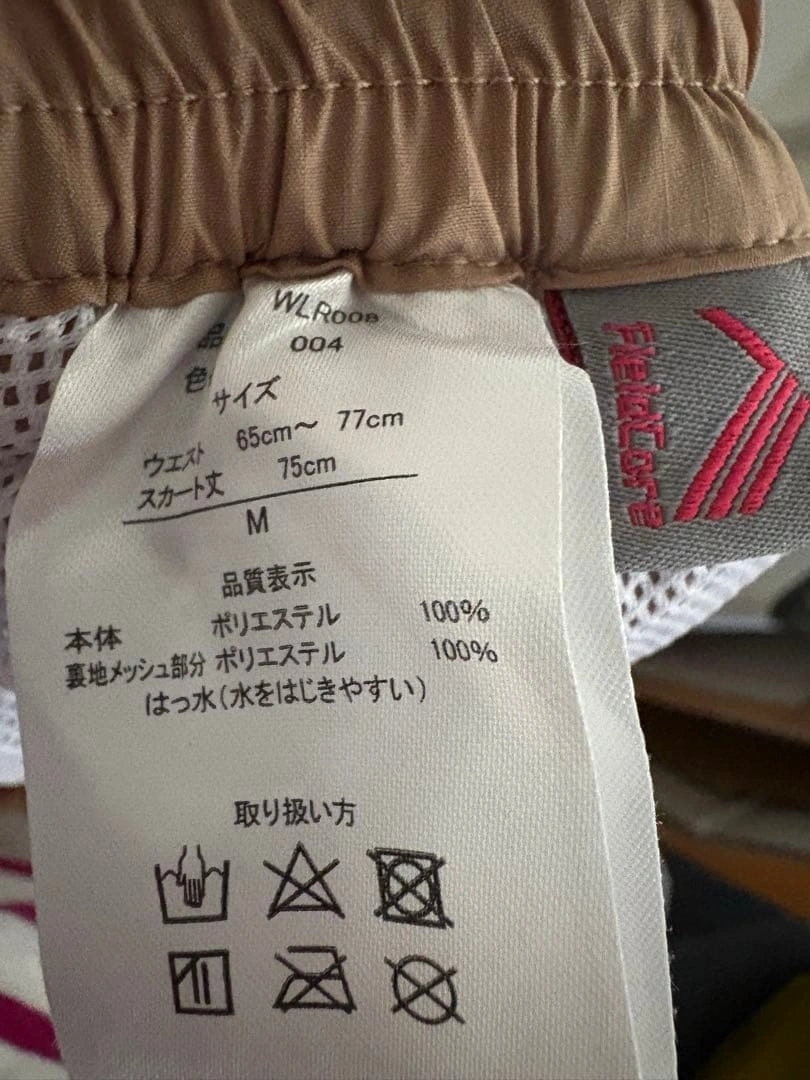 品 WLR008
色 004
サイズ
ウエスト 65cm～ 77cm
スカート丈 75cm
M
品質表示
本体 ポリエステル 100%
裏地メッシュ部分 ポリエステル 100%
はっ水(水をはじきやすい)
取り扱い方
FieldCore